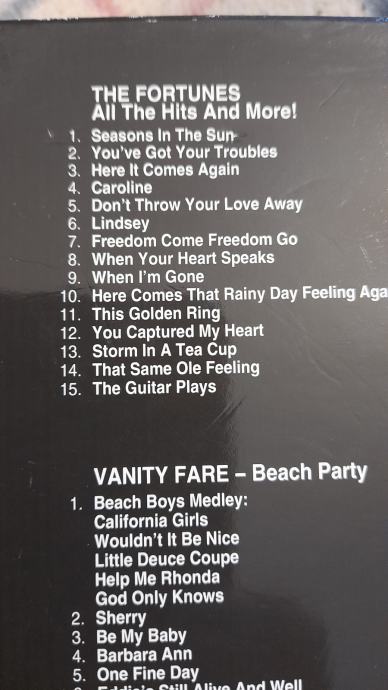 THE FORTUNES
All The Hits And More!
1. Seasons In The Sun
2. You've Got Your Troubles
3. Here It Comes Again
4. Caroline
5. Don't Throw Your Love Away
6. Lindsey
7. Freedom Come Freedom Go
8. When Your Heart Speaks
9. When I'm Gone
10. Here Comes That Rainy Day Feeling Aga
11. This Golden Ring
12. You Captured My Heart
13. Storm In A Tea Cup
14. That Same Ole Feeling
15. The Guitar Plays
VANITY FARE – Beach Party
1. Beach Boys Medley:
California Girls
Wouldn't It Be Nice
Little Deuce Coupe
Help Me Rhonda
God Only Knows
2. Sherry
3. Be My Baby
4. Barbara Ann
5. One Fine Day
Eddie's Still Alive And Well